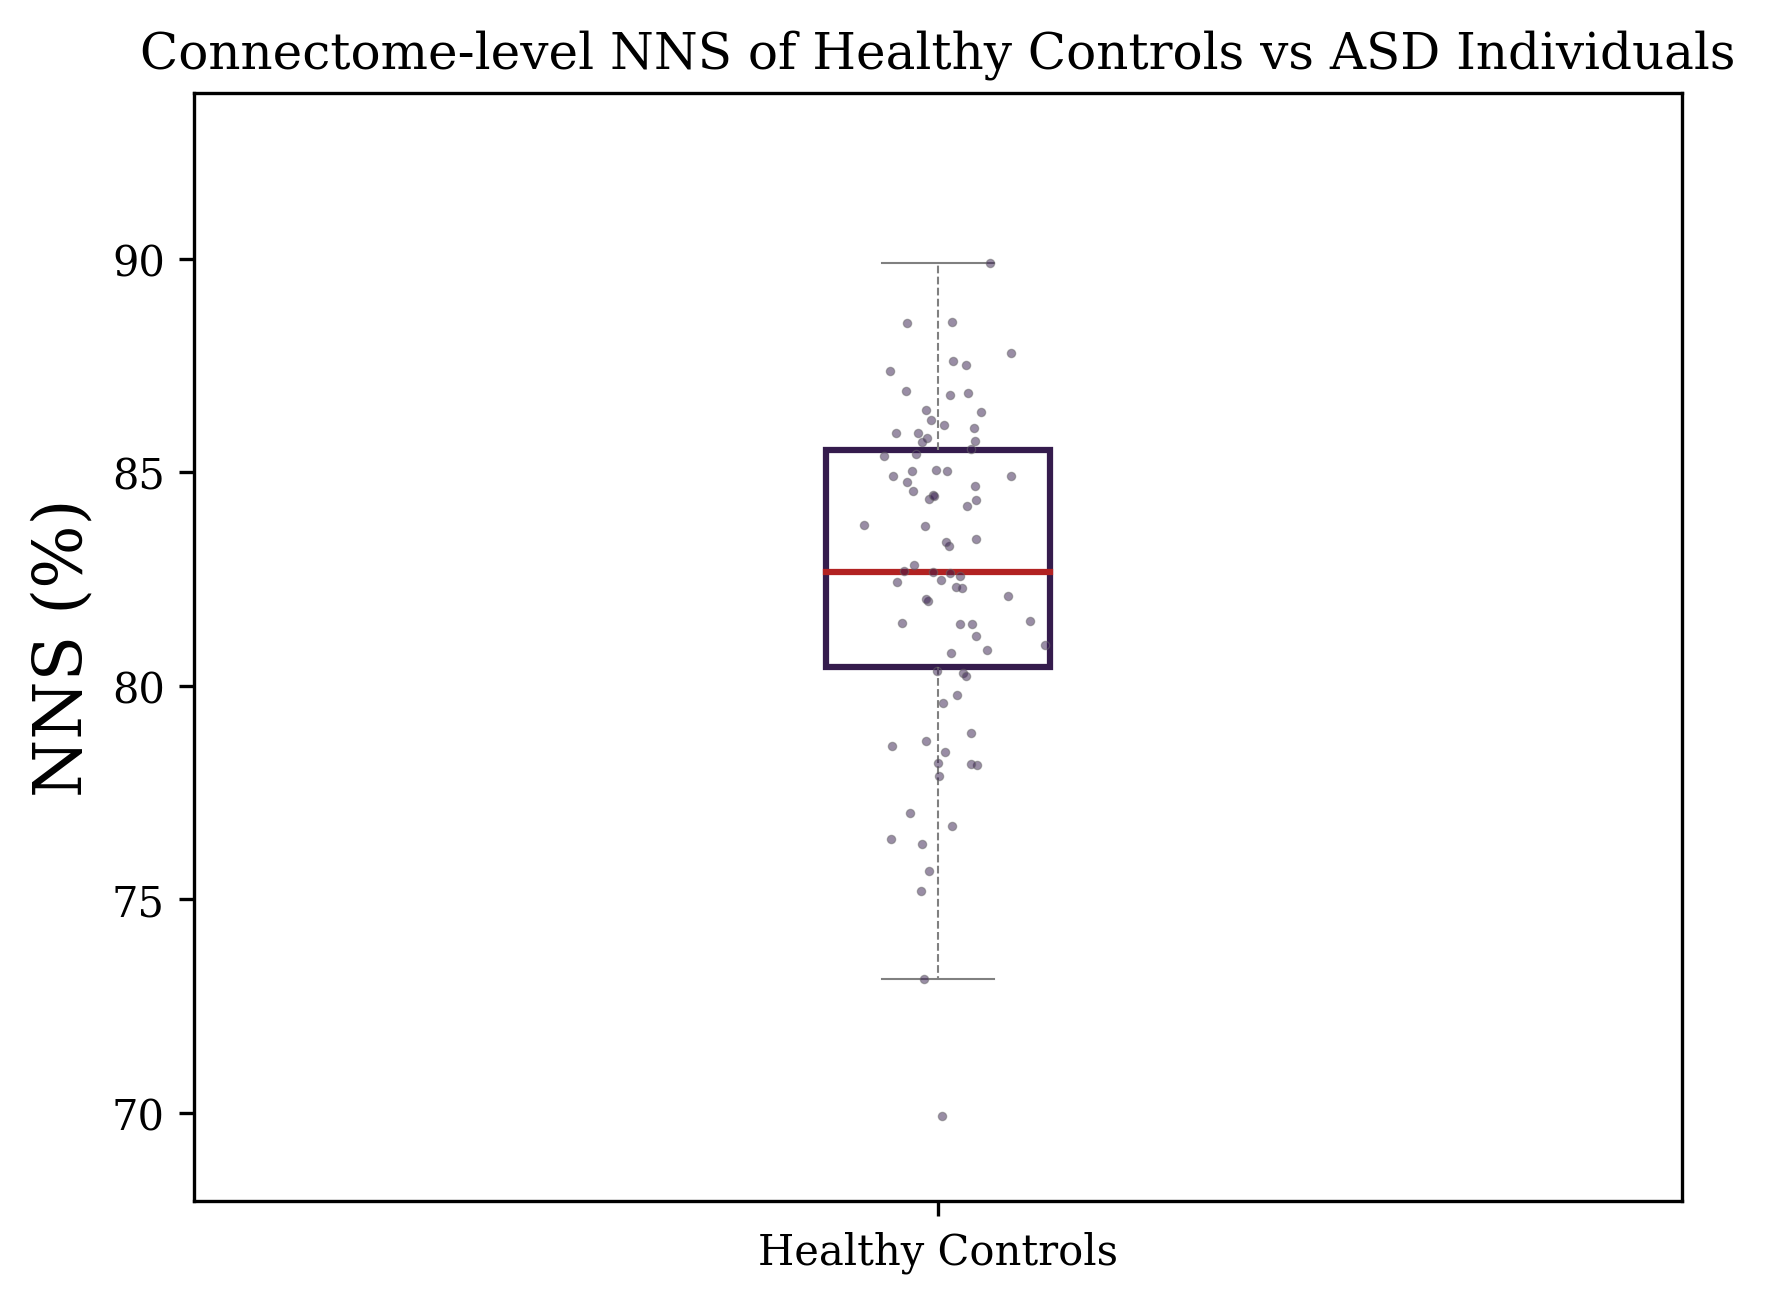 Connectome-level NNS of Healthy Controls vs ASD Individuals
NNS (%)
90
85
80
75
70
Healthy Controls